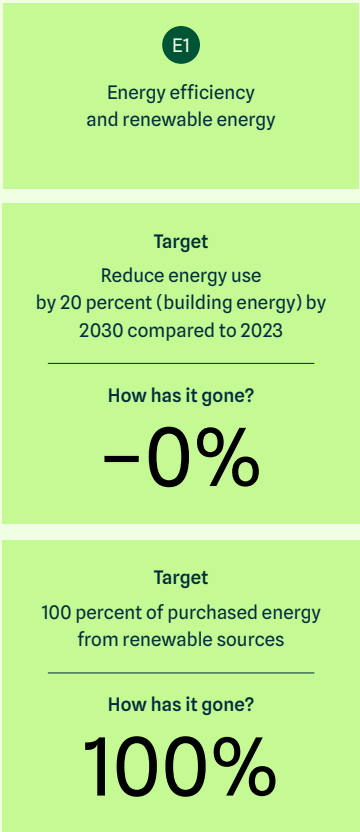 E1
Energy efficiency
and renewable energy
Target
Reduce energy use
by 20 percent (building energy) by
2030 compared to 2023
How has it gone?
–0%
Target
100 percent of purchased energy
from renewable sources
How has it gone?
100%